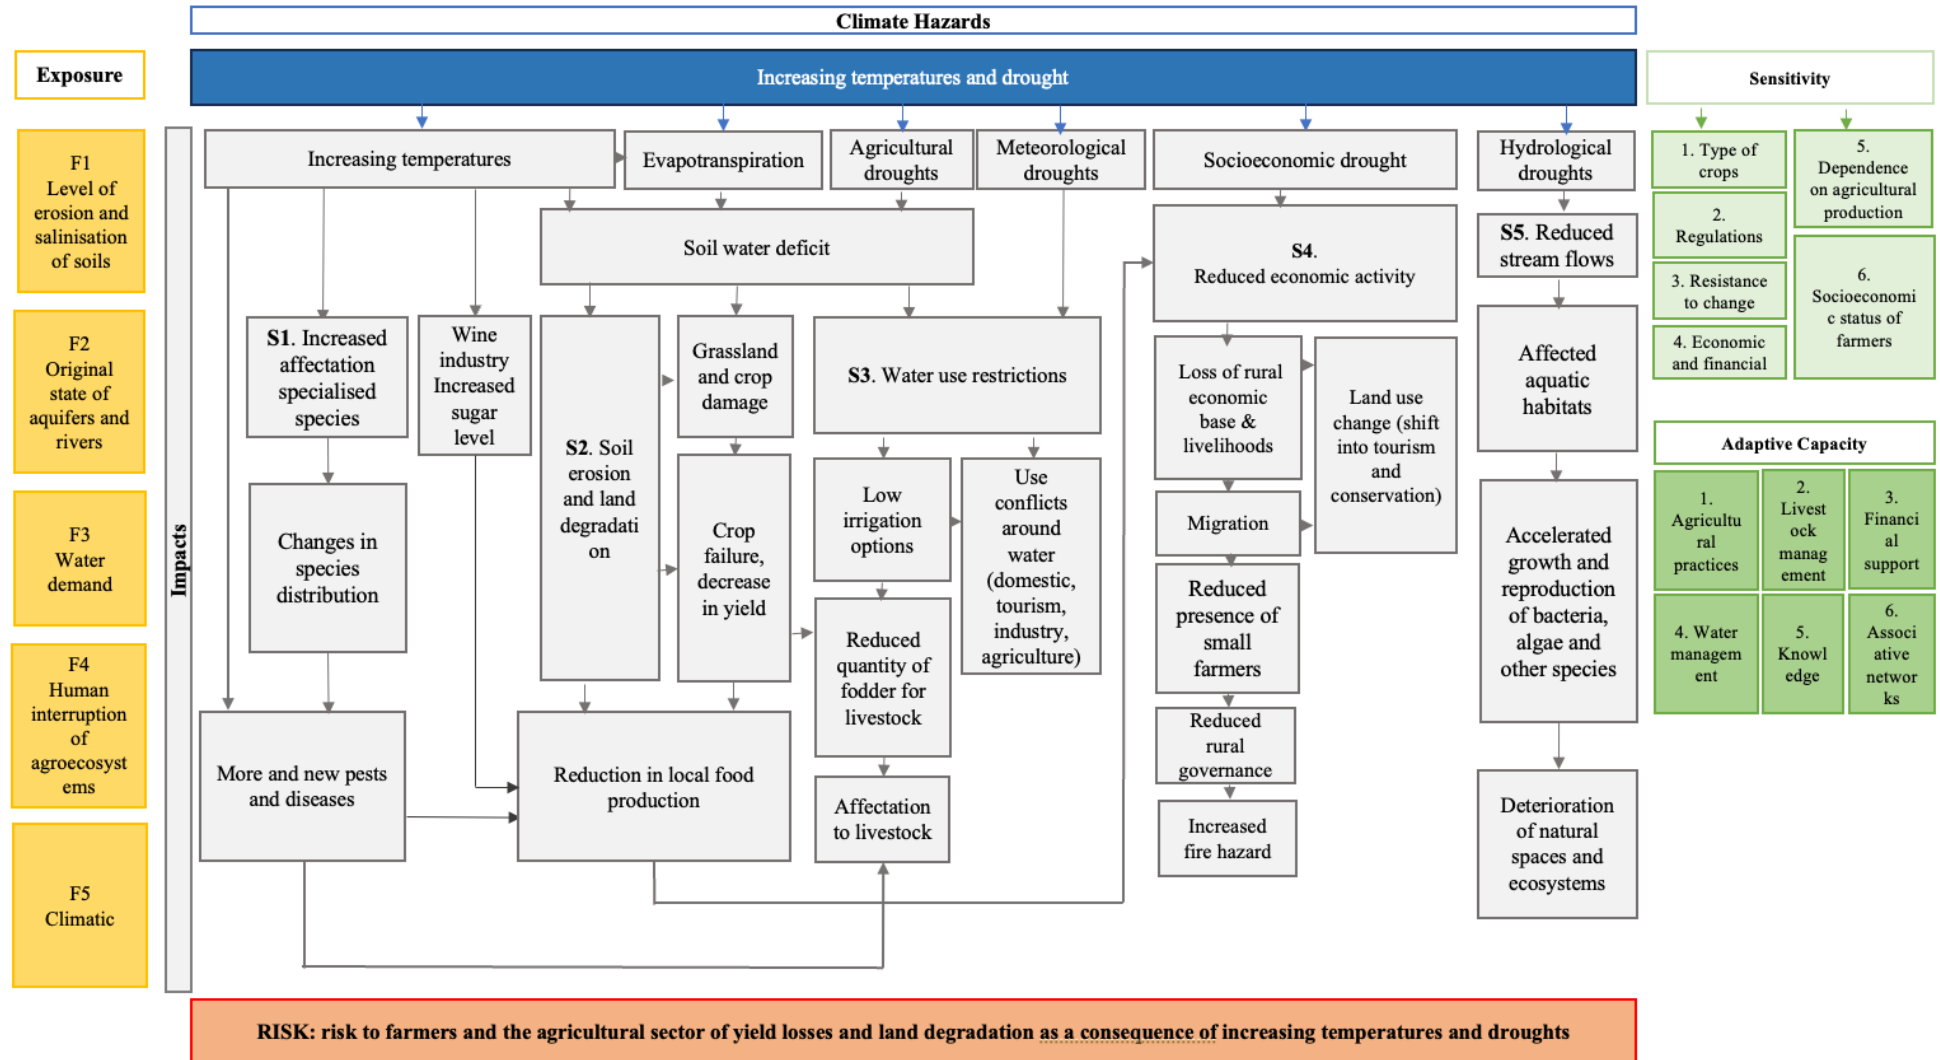 Climate Hazards
Exposure
Increasing temperatures and drought
Sensitivity
F1
Level of
erosion and
salinisation
of soils
F2
Original
state of
aquifers and
rivers
F3
Water
demand
F4
Human
interruption
of
agroecosyst
ems
F5
Climatic
Impacts
Increasing temperatures
Evapotranspiration
Agricultural
droughts
Meteorological
droughts
Socioeconomic drought
Hydrological
droughts
Soil water deficit
S4.
Reduced economic activity
S5. Reduced
stream flows
S1. Increased
affectation
specialised
species
Wine
industry
Increased
sugar
level
S2. Soil
erosion
and land
degradati
on
Grassland
and crop
damage
S3. Water use restrictions
Loss of rural
economic
base &
livelihoods
Land use
change (shift
into tourism
and
conservation)
Affected
aquatic
habitats
Changes in
species
distribution
Crop
failure,
decrease
in yield
Low
irrigation
options
Use
conflicts
around
water
(domestic,
tourism,
industry,
agriculture)
Migration
Accelerated
growth and
reproduction
of bacteria,
algae and
other species
Reduced
quantity of
fodder for
livestock
Reduced
presence of
small
farmers
More and new pests
and diseases
Reduction in local food
production
Affectation
to livestock
Reduced
rural
governance
Increased
fire hazard
Deterioration
of natural
spaces and
ecosystems
1. Type of
crops
2.
Regulations
3. Resistance
to change
4. Economic
and financial
5.
Dependence
on agricultural
production
6.
Socioeconomi
c status of
farmers
Adaptive Capacity
1.
Agricultu
ral
practices
2.
Livest
ock
manag
ement
3.
Financi
al
support
4. Water
managem
ent
5.
Knowl
edge
6.
Associ
ative
networ
ks
RISK: risk to farmers and the agricultural sector of yield losses and land degradation as a consequence of increasing temperatures and droughts